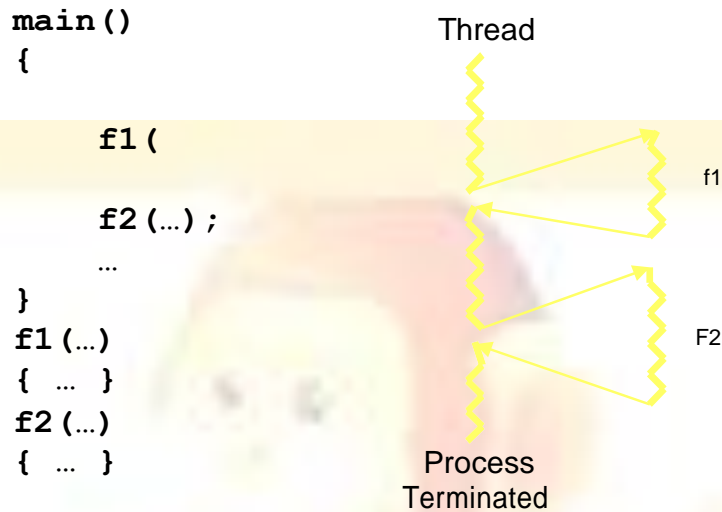 main()
{
f1(
f2(…);
…
}
f1(…)
{ … }
f2(…)
{ … }
Thread
f1
F2
Process
Terminated